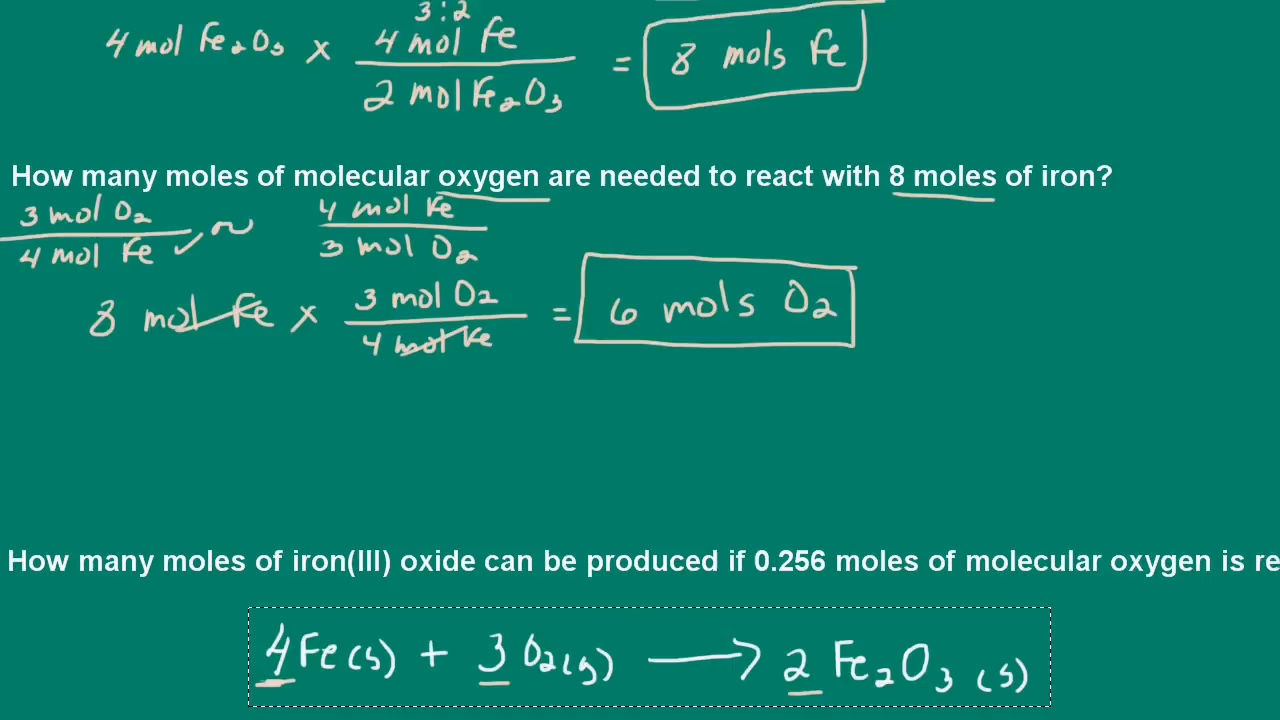 3:2
4 mol Fe₂O₃ × 4 mol Fe / 2 mol Fe₂O₃ = 8 mols Fe
How many moles of molecular oxygen are needed to react with 8 moles of iron?
3 mol O₂ / 4 mol Fe ✓ ~ 4 mol Fe / 3 mol O₂
8 mol Fe × 3 mol O₂ / 4 mol Fe = 6 mols O₂
How many moles of iron(III) oxide can be produced if 0.256 moles of molecular oxygen is re
4Fe(s) + 3O₂(g) → 2Fe₂O₃(s)